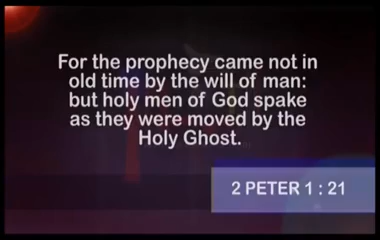 For the prophecy came not in
old time by the will of man:
but holy men of God spake
as they were moved by the
Holy Ghost.
2 PETER 1 : 21